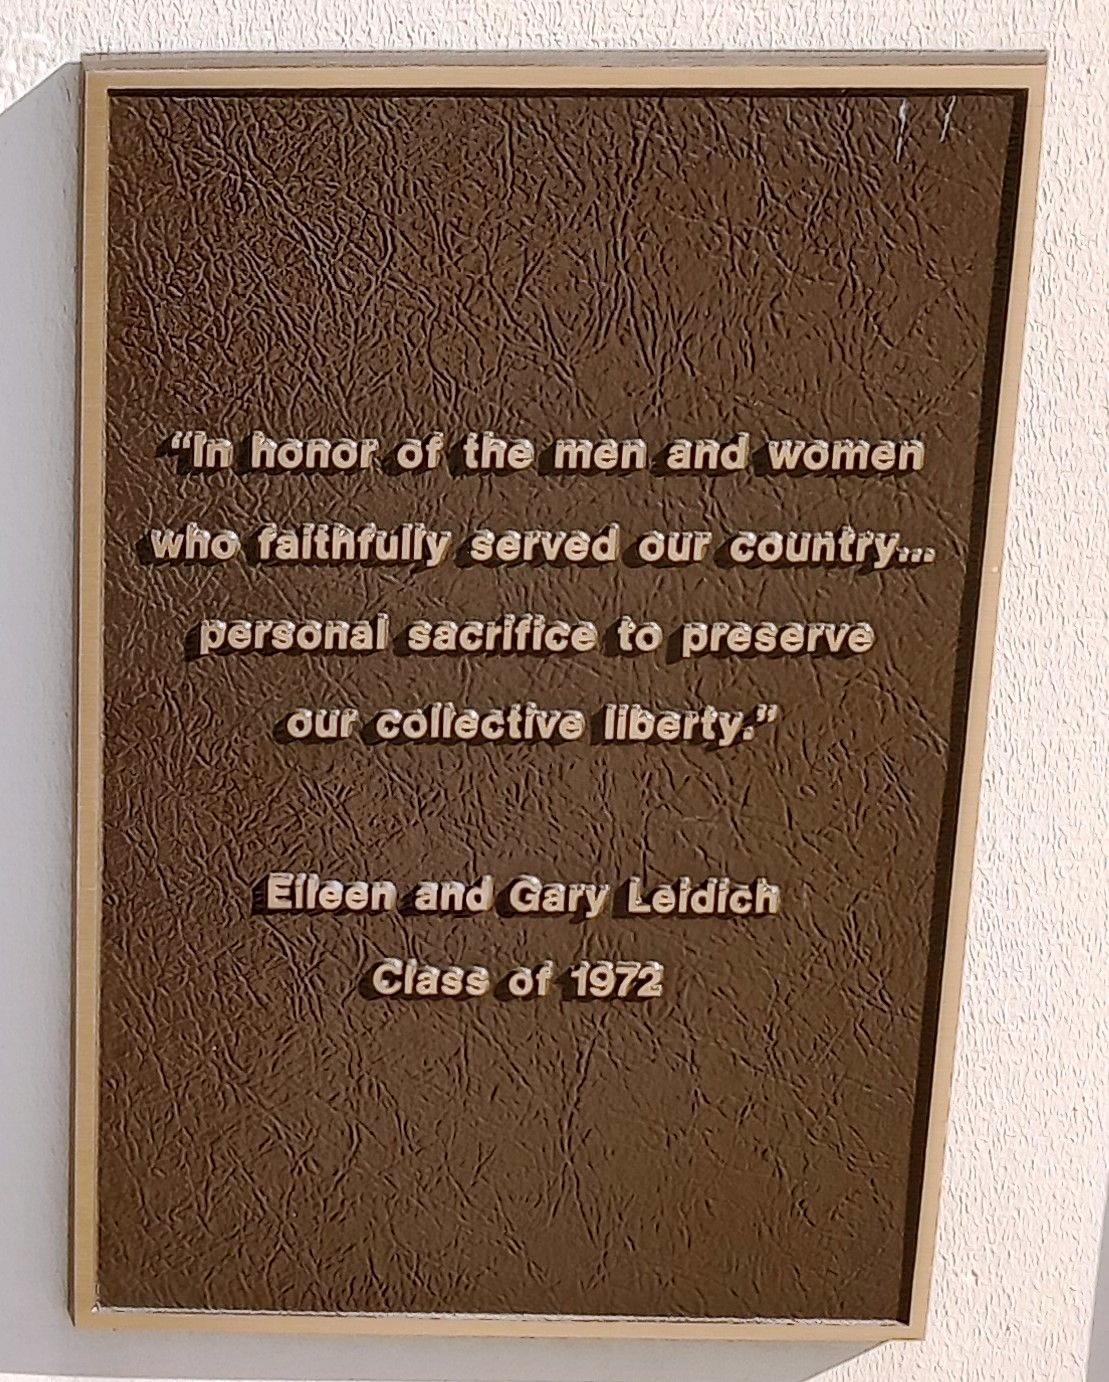 “In honor of the men and women
who faithfully served our country...
personal sacrifice to preserve
our collective liberty.”
Eileen and Gary Leidich
Class of 1972